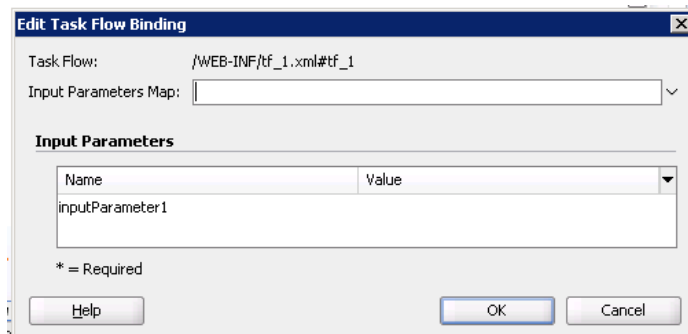 Edit Task Flow Binding
Task Flow: /WEB-INF/tf_1.xml#tf_1
Input Parameters Map:
Input Parameters
Name Value
inputParameter1
* = Required
Help OK Cancel